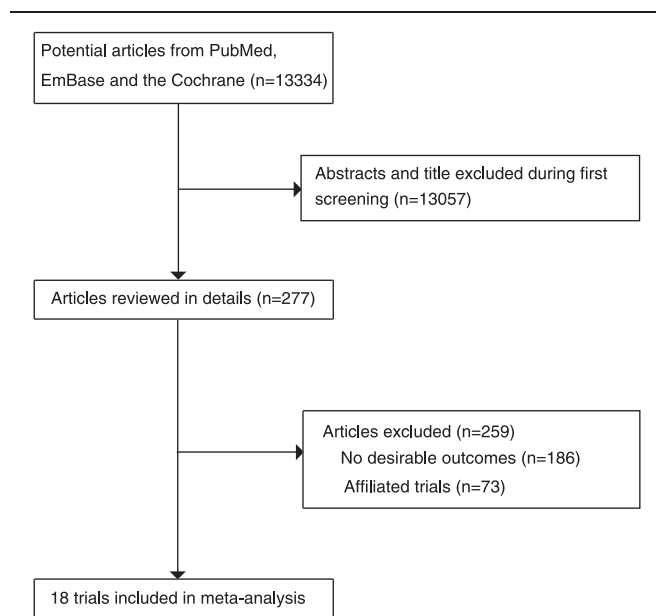 Potential articles from PubMed,
EmBase and the Cochrane (n=13334)
Abstracts and title excluded during first
screening (n=13057)
Articles reviewed in details (n=277)
Articles excluded (n=259)
No desirable outcomes (n=186)
Affiliated trials (n=73)
18 trials included in meta-analysis